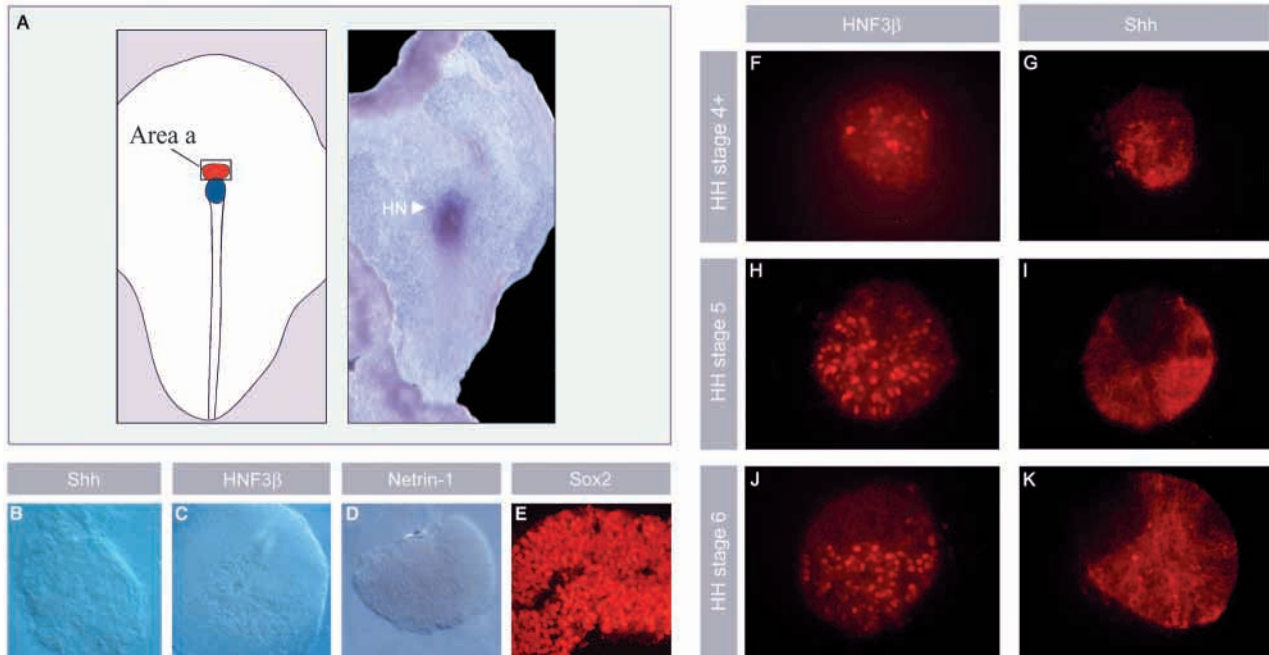 A
Area a
HN
Shh
HNF3β
Netrin-1
Sox2
B
C
D
E
HNF3β
Shh
HH stage 4+
F
G
HH stage 5
H
I
HH stage 6
J
K